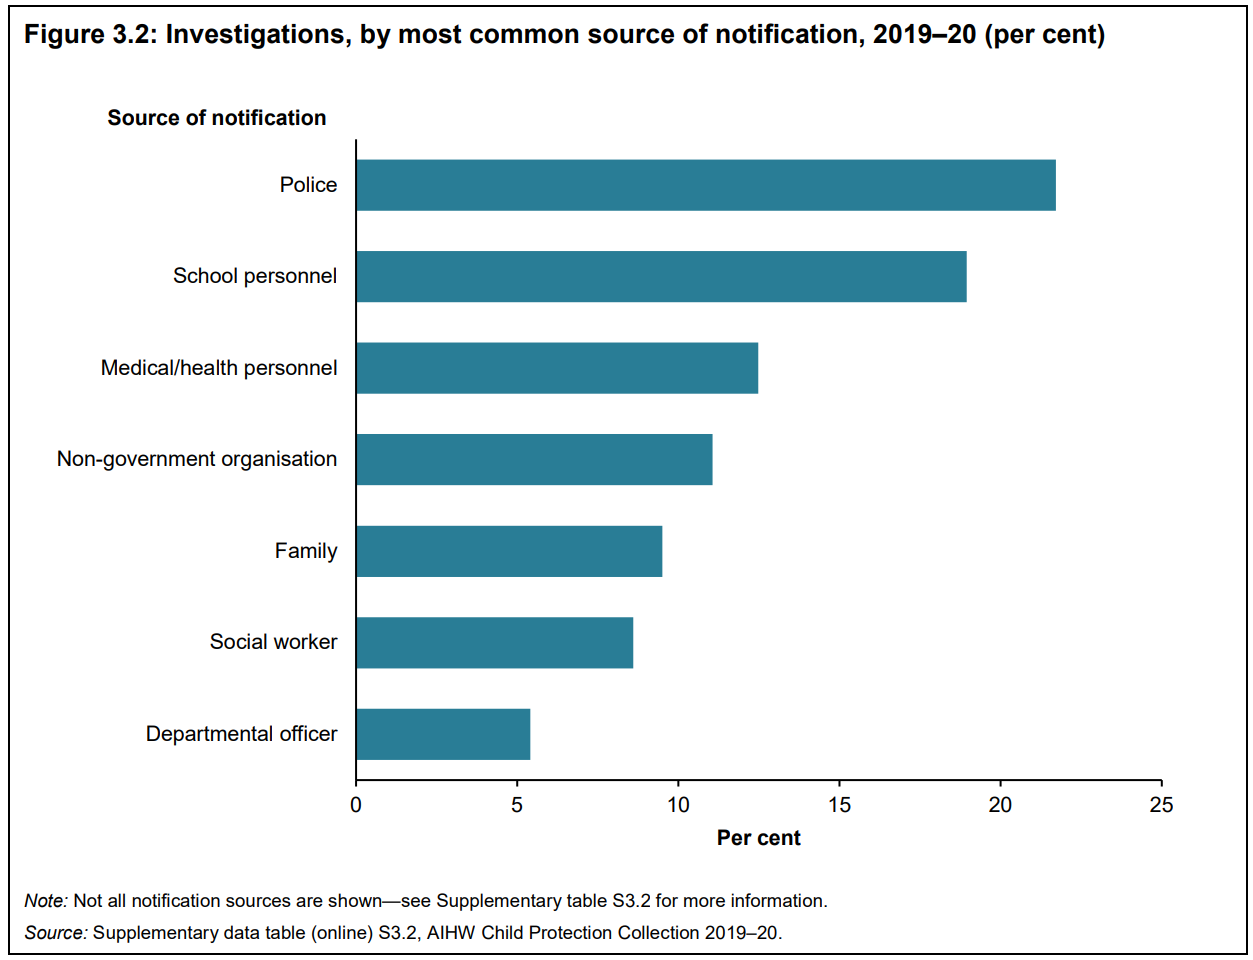 Figure 3.2: Investigations, by most common source of notification, 2019–20 (per cent)
Source of notification
Police
School personnel
Medical/health personnel
Non-government organisation
Family
Social worker
Departmental officer
0 5 10 15 20 25
Per cent
Note: Not all notification sources are shown—see Supplementary table S3.2 for more information.
Source: Supplementary data table (online) S3.2, AIHW Child Protection Collection 2019–20.